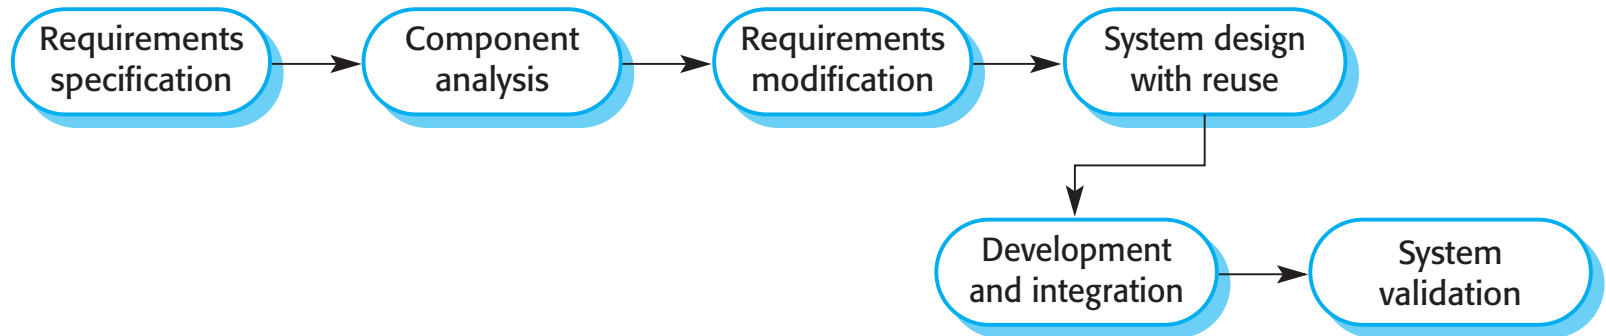 Requirements
specification
Component
analysis
Requirements
modification
System design
with reuse
Development
and integration
System
validation